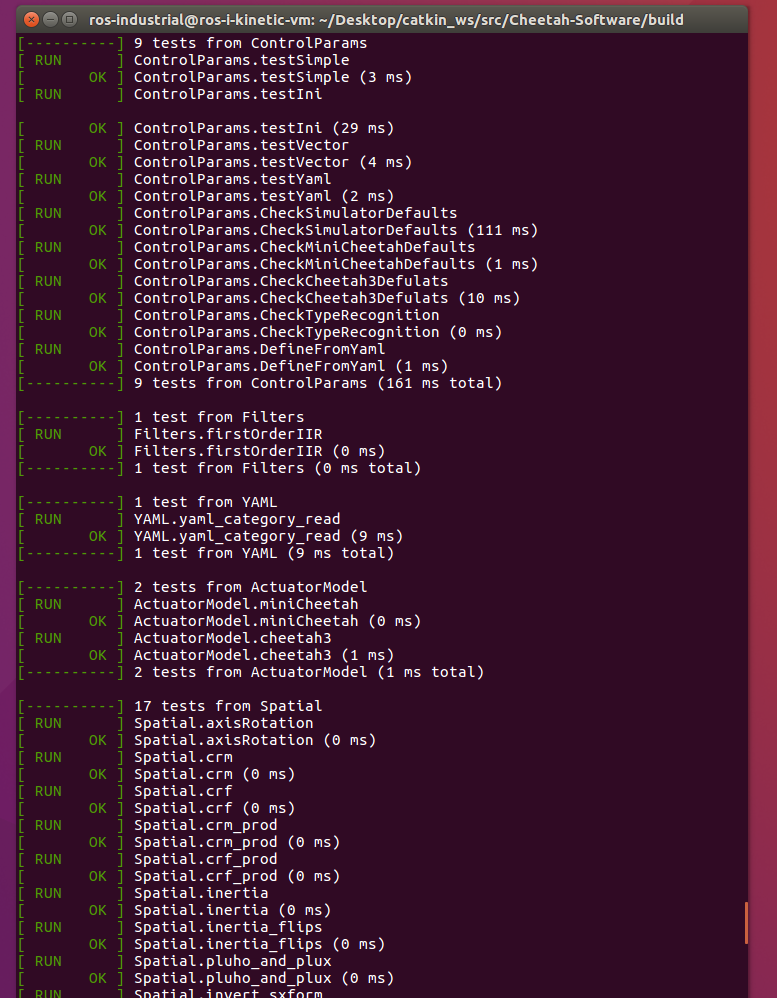 ros-industrial@ros-i-kinetic-vm: ~/Desktop/catkin_ws/src/Cheetah-Software/build
[----------] 9 tests from ControlParams
[ RUN      ] ControlParams.testSimple
[       OK ] ControlParams.testSimple (3 ms)
[ RUN      ] ControlParams.testIni
[       OK ] ControlParams.testIni (29 ms)
[ RUN      ] ControlParams.testVector
[       OK ] ControlParams.testVector (4 ms)
[ RUN      ] ControlParams.testYaml
[       OK ] ControlParams.testYaml (2 ms)
[ RUN      ] ControlParams.CheckSimulatorDefaults
[       OK ] ControlParams.CheckSimulatorDefaults (111 ms)
[ RUN      ] ControlParams.CheckMiniCheetahDefaults
[       OK ] ControlParams.CheckMiniCheetahDefaults (1 ms)
[ RUN      ] ControlParams.CheckCheetah3Defulats
[       OK ] ControlParams.CheckCheetah3Defulats (10 ms)
[ RUN      ] ControlParams.CheckTypeRecognition
[       OK ] ControlParams.CheckTypeRecognition (0 ms)
[ RUN      ] ControlParams.DefineFromYaml
[       OK ] ControlParams.DefineFromYaml (1 ms)
[----------] 9 tests from ControlParams (161 ms total)
[----------] 1 test from Filters
[ RUN      ] Filters.firstOrderIIR
[       OK ] Filters.firstOrderIIR (0 ms)
[----------] 1 test from Filters (0 ms total)
[----------] 1 test from YAML
[ RUN      ] YAML.yaml_category_read
[       OK ] YAML.yaml_category_read (9 ms)
[----------] 1 test from YAML (9 ms total)
[----------] 2 tests from ActuatorModel
[ RUN      ] ActuatorModel.miniCheetah
[       OK ] ActuatorModel.miniCheetah (0 ms)
[ RUN      ] ActuatorModel.cheetah3
[       OK ] ActuatorModel.cheetah3 (1 ms)
[----------] 2 tests from ActuatorModel (1 ms total)
[----------] 17 tests from Spatial
[ RUN      ] Spatial.axisRotation
[       OK ] Spatial.axisRotation (0 ms)
[ RUN      ] Spatial.crm
[       OK ] Spatial.crm (0 ms)
[ RUN      ] Spatial.crf
[       OK ] Spatial.crf (0 ms)
[ RUN      ] Spatial.crm_prod
[       OK ] Spatial.crm_prod (0 ms)
[ RUN      ] Spatial.crf_prod
[       OK ] Spatial.crf_prod (0 ms)
[ RUN      ] Spatial.inertia
[       OK ] Spatial.inertia (0 ms)
[ RUN      ] Spatial.inertia_flips
[       OK ] Spatial.inertia_flips (0 ms)
[ RUN      ] Spatial.pluho_and_plux
[       OK ] Spatial.pluho_and_plux (0 ms)
[ RUN      ] Spatial.invert_sxform